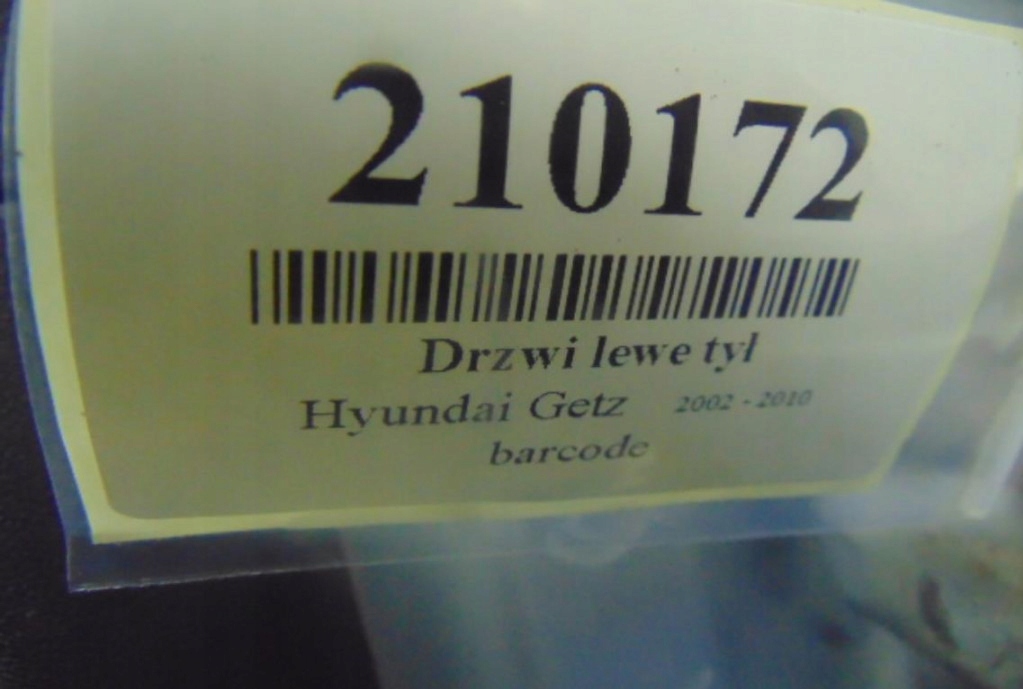 210172
Drzwi lewe tył
Hyundai Getz 2002 - 2010
barcode